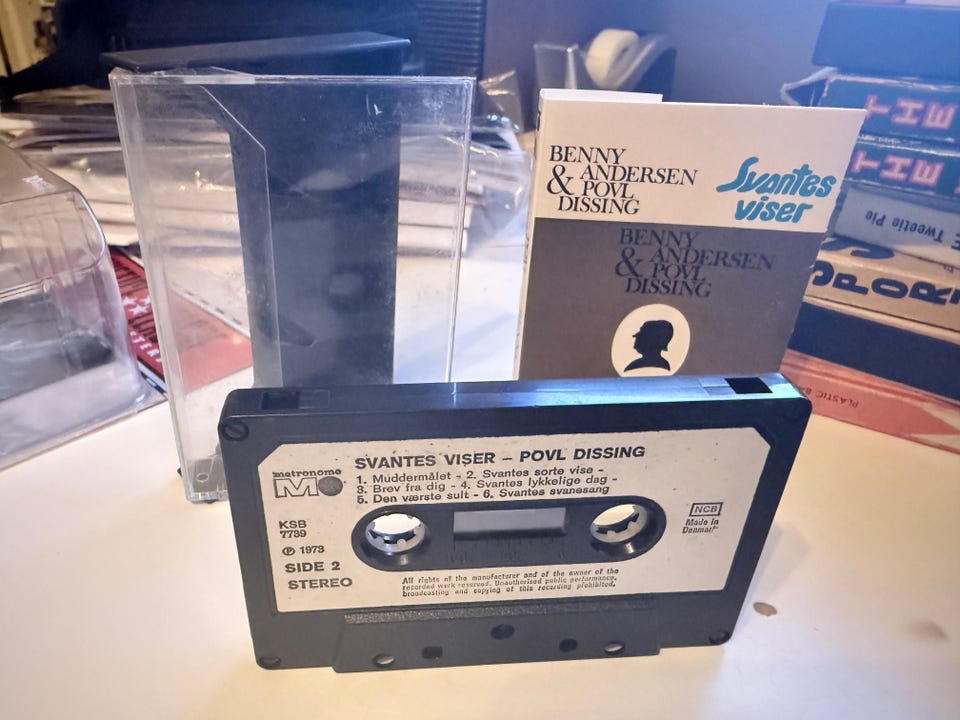 BENNY
ANDERSEN
& POVL
DISSING
Svantes
viser
BENNY
ANDERSEN
& POVL
DISSING
THE
THE
Tweetie Pie
PLASTIC
SVANTES VISER – POVL DISSING
metronome
M
1. Muddermålet - 2. Svantes sorte vise -
3. Brev fra dig - 4. Svantes lykkelige dag -
5. Den værste sult - 6. Svantes svanesang
KSB
7739
℗ 1973
SIDE 2
STEREO
NCB
Made in
Denmark
All rights of the manufacturer and of the owner of the
recorded work reserved. Unauthorised public performance,
broadcasting and copying of this recording prohibited.